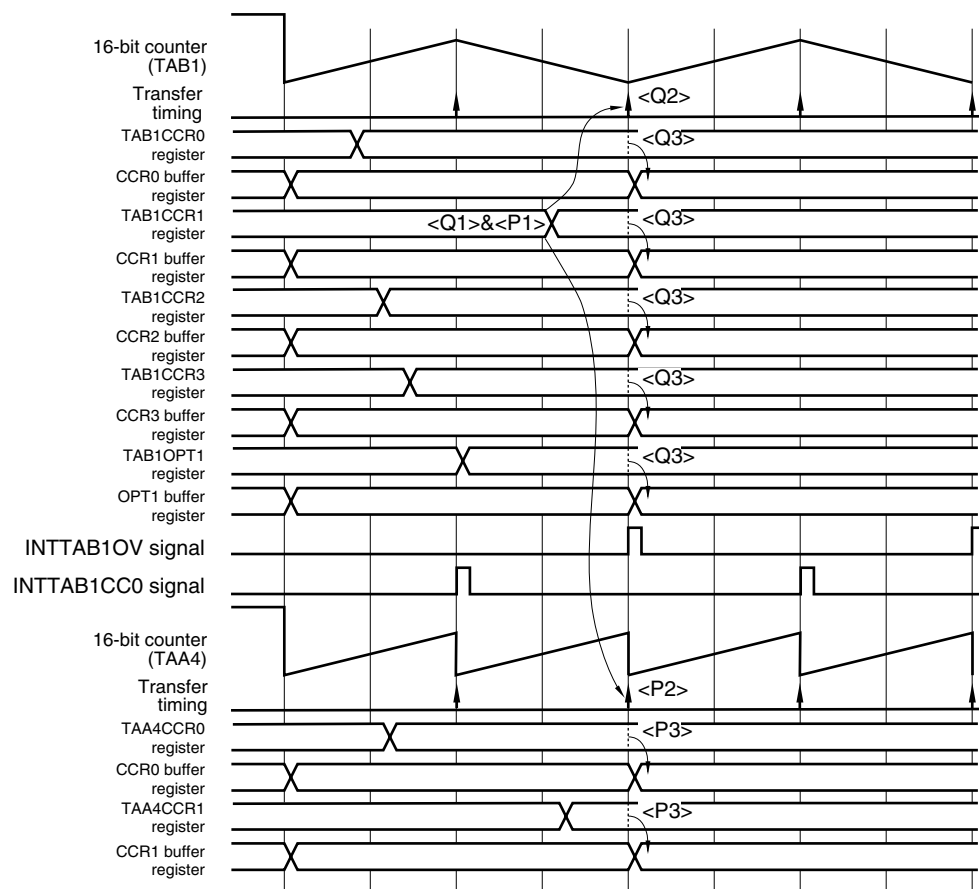 16-bit counter
(TAB1)
Transfer
timing
<Q2>
TAB1CCR0
register
<Q3>
CCR0 buffer
register
TAB1CCR1
register
<Q1>&<P1>
<Q3>
CCR1 buffer
register
TAB1CCR2
register
<Q3>
CCR2 buffer
register
TAB1CCR3
register
<Q3>
CCR3 buffer
register
TAB1OPT1
register
<Q3>
OPT1 buffer
register
INTTAB1OV signal
INTTAB1CC0 signal
16-bit counter
(TAA4)
Transfer
timing
<P2>
TAA4CCR0
register
<P3>
CCR0 buffer
register
TAA4CCR1
register
<P3>
CCR1 buffer
register